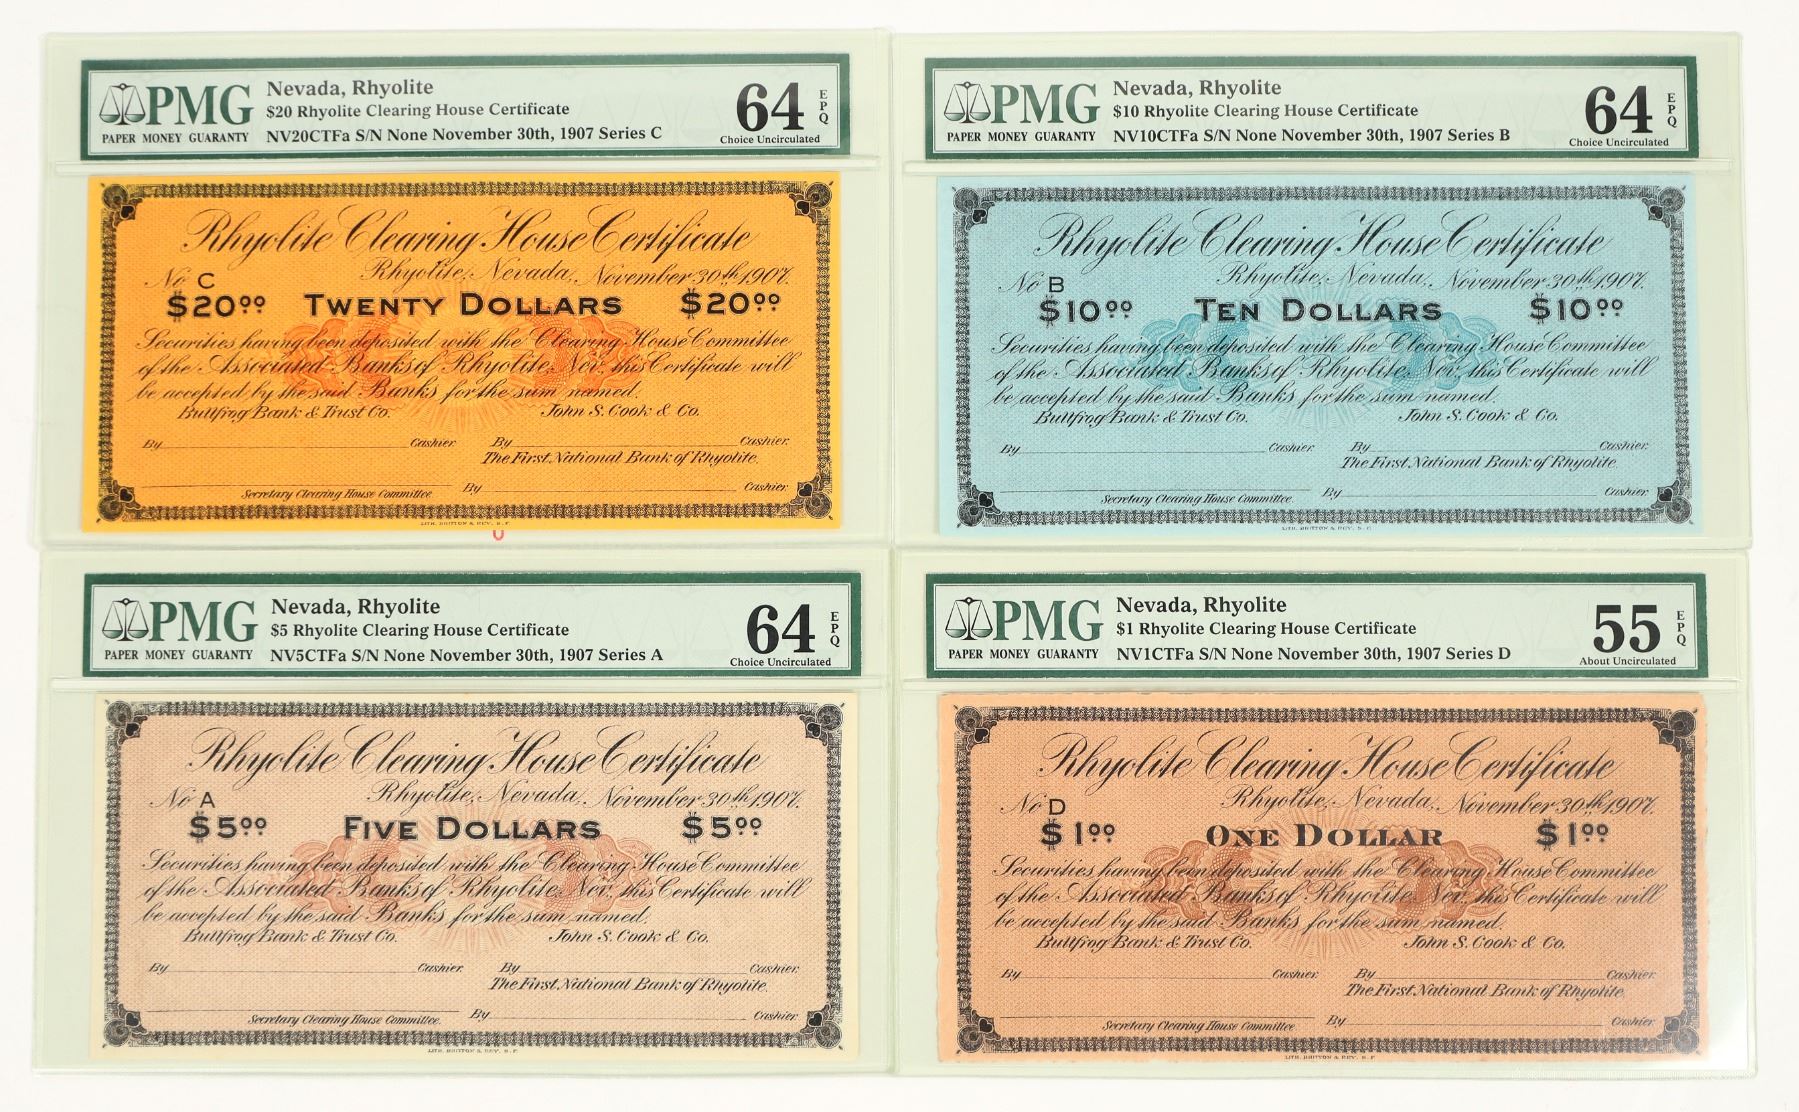 PMG
PAPER MONEY GUARANTY
Nevada, Rhyolite
$20 Rhyolite Clearing House Certificate
NV20CTFa S/N None November 30th, 1907 Series C
64
EPQ
Choice Uncirculated
Rhyolite Clearing House Certificate
Rhyolite, Nevada, November 30th 1907.
No C
$20.00 TWENTY DOLLARS $20.00
Securities having been deposited with the Clearing House Committee
of the Associated Banks of Rhyolite, Nev., this Certificate will
be accepted by the said Banks for the sum named.
Bullfrog Bank & Trust Co. John S. Cook & Co.
By Cashier. By Cashier.
The First National Bank of Rhyolite.
Secretary Clearing House Committee. By Cashier.
LITH. BRITTON & REY, S. F.
PMG
PAPER MONEY GUARANTY
Nevada, Rhyolite
$10 Rhyolite Clearing House Certificate
NV10CTFa S/N None November 30th, 1907 Series B
64
EPQ
Choice Uncirculated
Rhyolite Clearing House Certificate
Rhyolite, Nevada, November 30th 1907.
No B
$10.00 TEN DOLLARS $10.00
Securities having been deposited with the Clearing House Committee
of the Associated Banks of Rhyolite, Nev., this Certificate will
be accepted by the said Banks for the sum named.
Bullfrog Bank & Trust Co. John S. Cook & Co.
By Cashier. By Cashier.
The First National Bank of Rhyolite.
Secretary Clearing House Committee. By Cashier.
LITH. BRITTON & REY, S. F.
PMG
PAPER MONEY GUARANTY
Nevada, Rhyolite
$5 Rhyolite Clearing House Certificate
NV5CTFa S/N None November 30th, 1907 Series A
64
EPQ
Choice Uncirculated
Rhyolite Clearing House Certificate
Rhyolite, Nevada, November 30th 1907.
No A
$5.00 FIVE DOLLARS $5.00
Securities having been deposited with the Clearing House Committee
of the Associated Banks of Rhyolite, Nev., this Certificate will
be accepted by the said Banks for the sum named.
Bullfrog Bank & Trust Co. John S. Cook & Co.
By Cashier. By Cashier.
The First National Bank of Rhyolite.
Secretary Clearing House Committee. By Cashier.
LITH. BRITTON & REY, S. F.
PMG
PAPER MONEY GUARANTY
Nevada, Rhyolite
$1 Rhyolite Clearing House Certificate
NV1CTFa S/N None November 30th, 1907 Series D
55
EPQ
About Uncirculated
Rhyolite Clearing House Certificate
Rhyolite, Nevada, November 30th 1907.
No D
$1.00 ONE DOLLAR $1.00
Securities having been deposited with the Clearing House Committee
of the Associated Banks of Rhyolite, Nev., this Certificate will
be accepted by the said Banks for the sum named.
Bullfrog Bank & Trust Co. John S. Cook & Co.
By Cashier. By Cashier.
The First National Bank of Rhyolite.
Secretary Clearing House Committee. By Cashier.
LITH. BRITTON & REY, S. F.